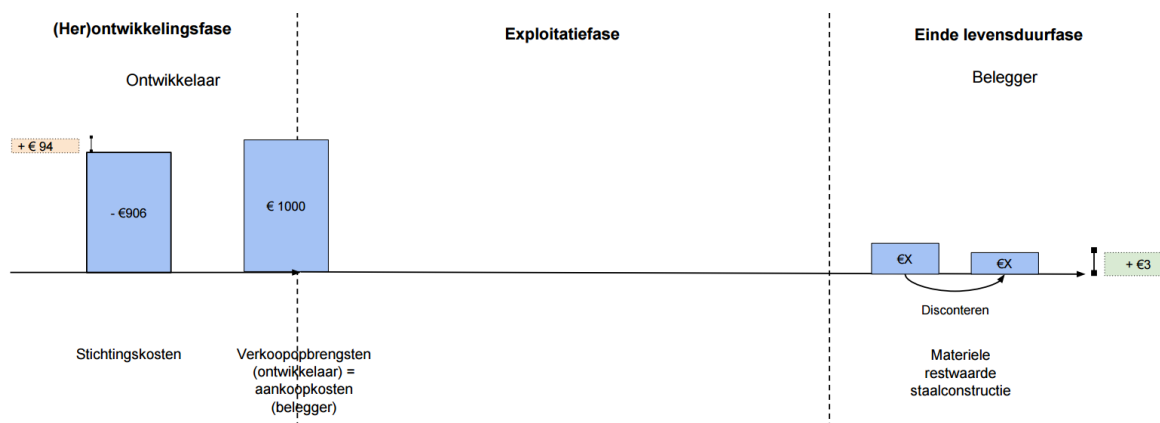 (Her)ontwikkelingsfase
Exploitatiefase
Einde levensduurfase
Ontwikkelaar
Belegger
+ € 94
- €906
€ 1000
€X
€X
+ €3
Disconteren
Stichtingskosten
Verkoopopbrengsten
(ontwikkelaar) =
aankoopkosten
(belegger)
Materiele
restwaarde
staalconstructie